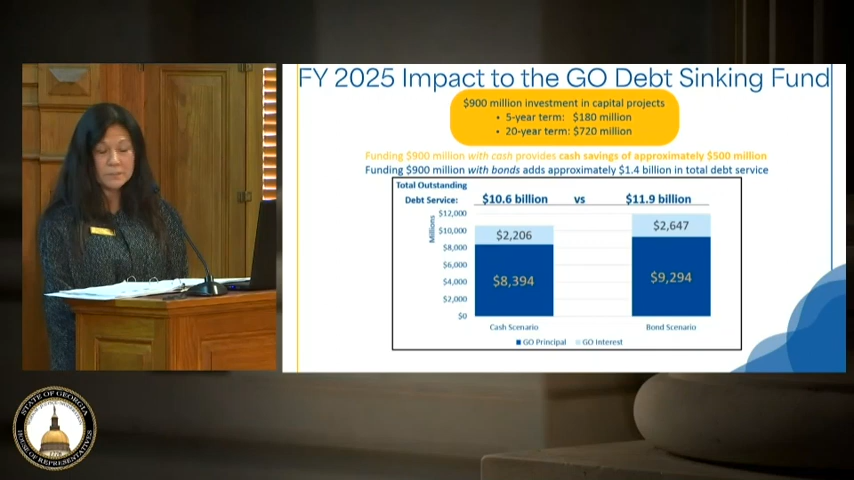 FY 2025 Impact to the GO Debt Sinking Fund
$900 million investment in capital projects
• 5-year term: $180 million
• 20-year term: $720 million
Funding $900 million with cash provides cash savings of approximately $500 million
Funding $900 million with bonds adds approximately $1.4 billion in total debt service
Total Outstanding
Debt Service: $10.6 billion vs $11.9 billion
Millions
$12,000
$10,000
$8,000
$6,000
$4,000
$2,000
$0
$2,206
$2,647
$8,394
$9,294
Cash Scenario Bond Scenario
GO Principal GO Interest
STATE OF GEORGIA
HOUSE OF REPRESENTATIVES
1776